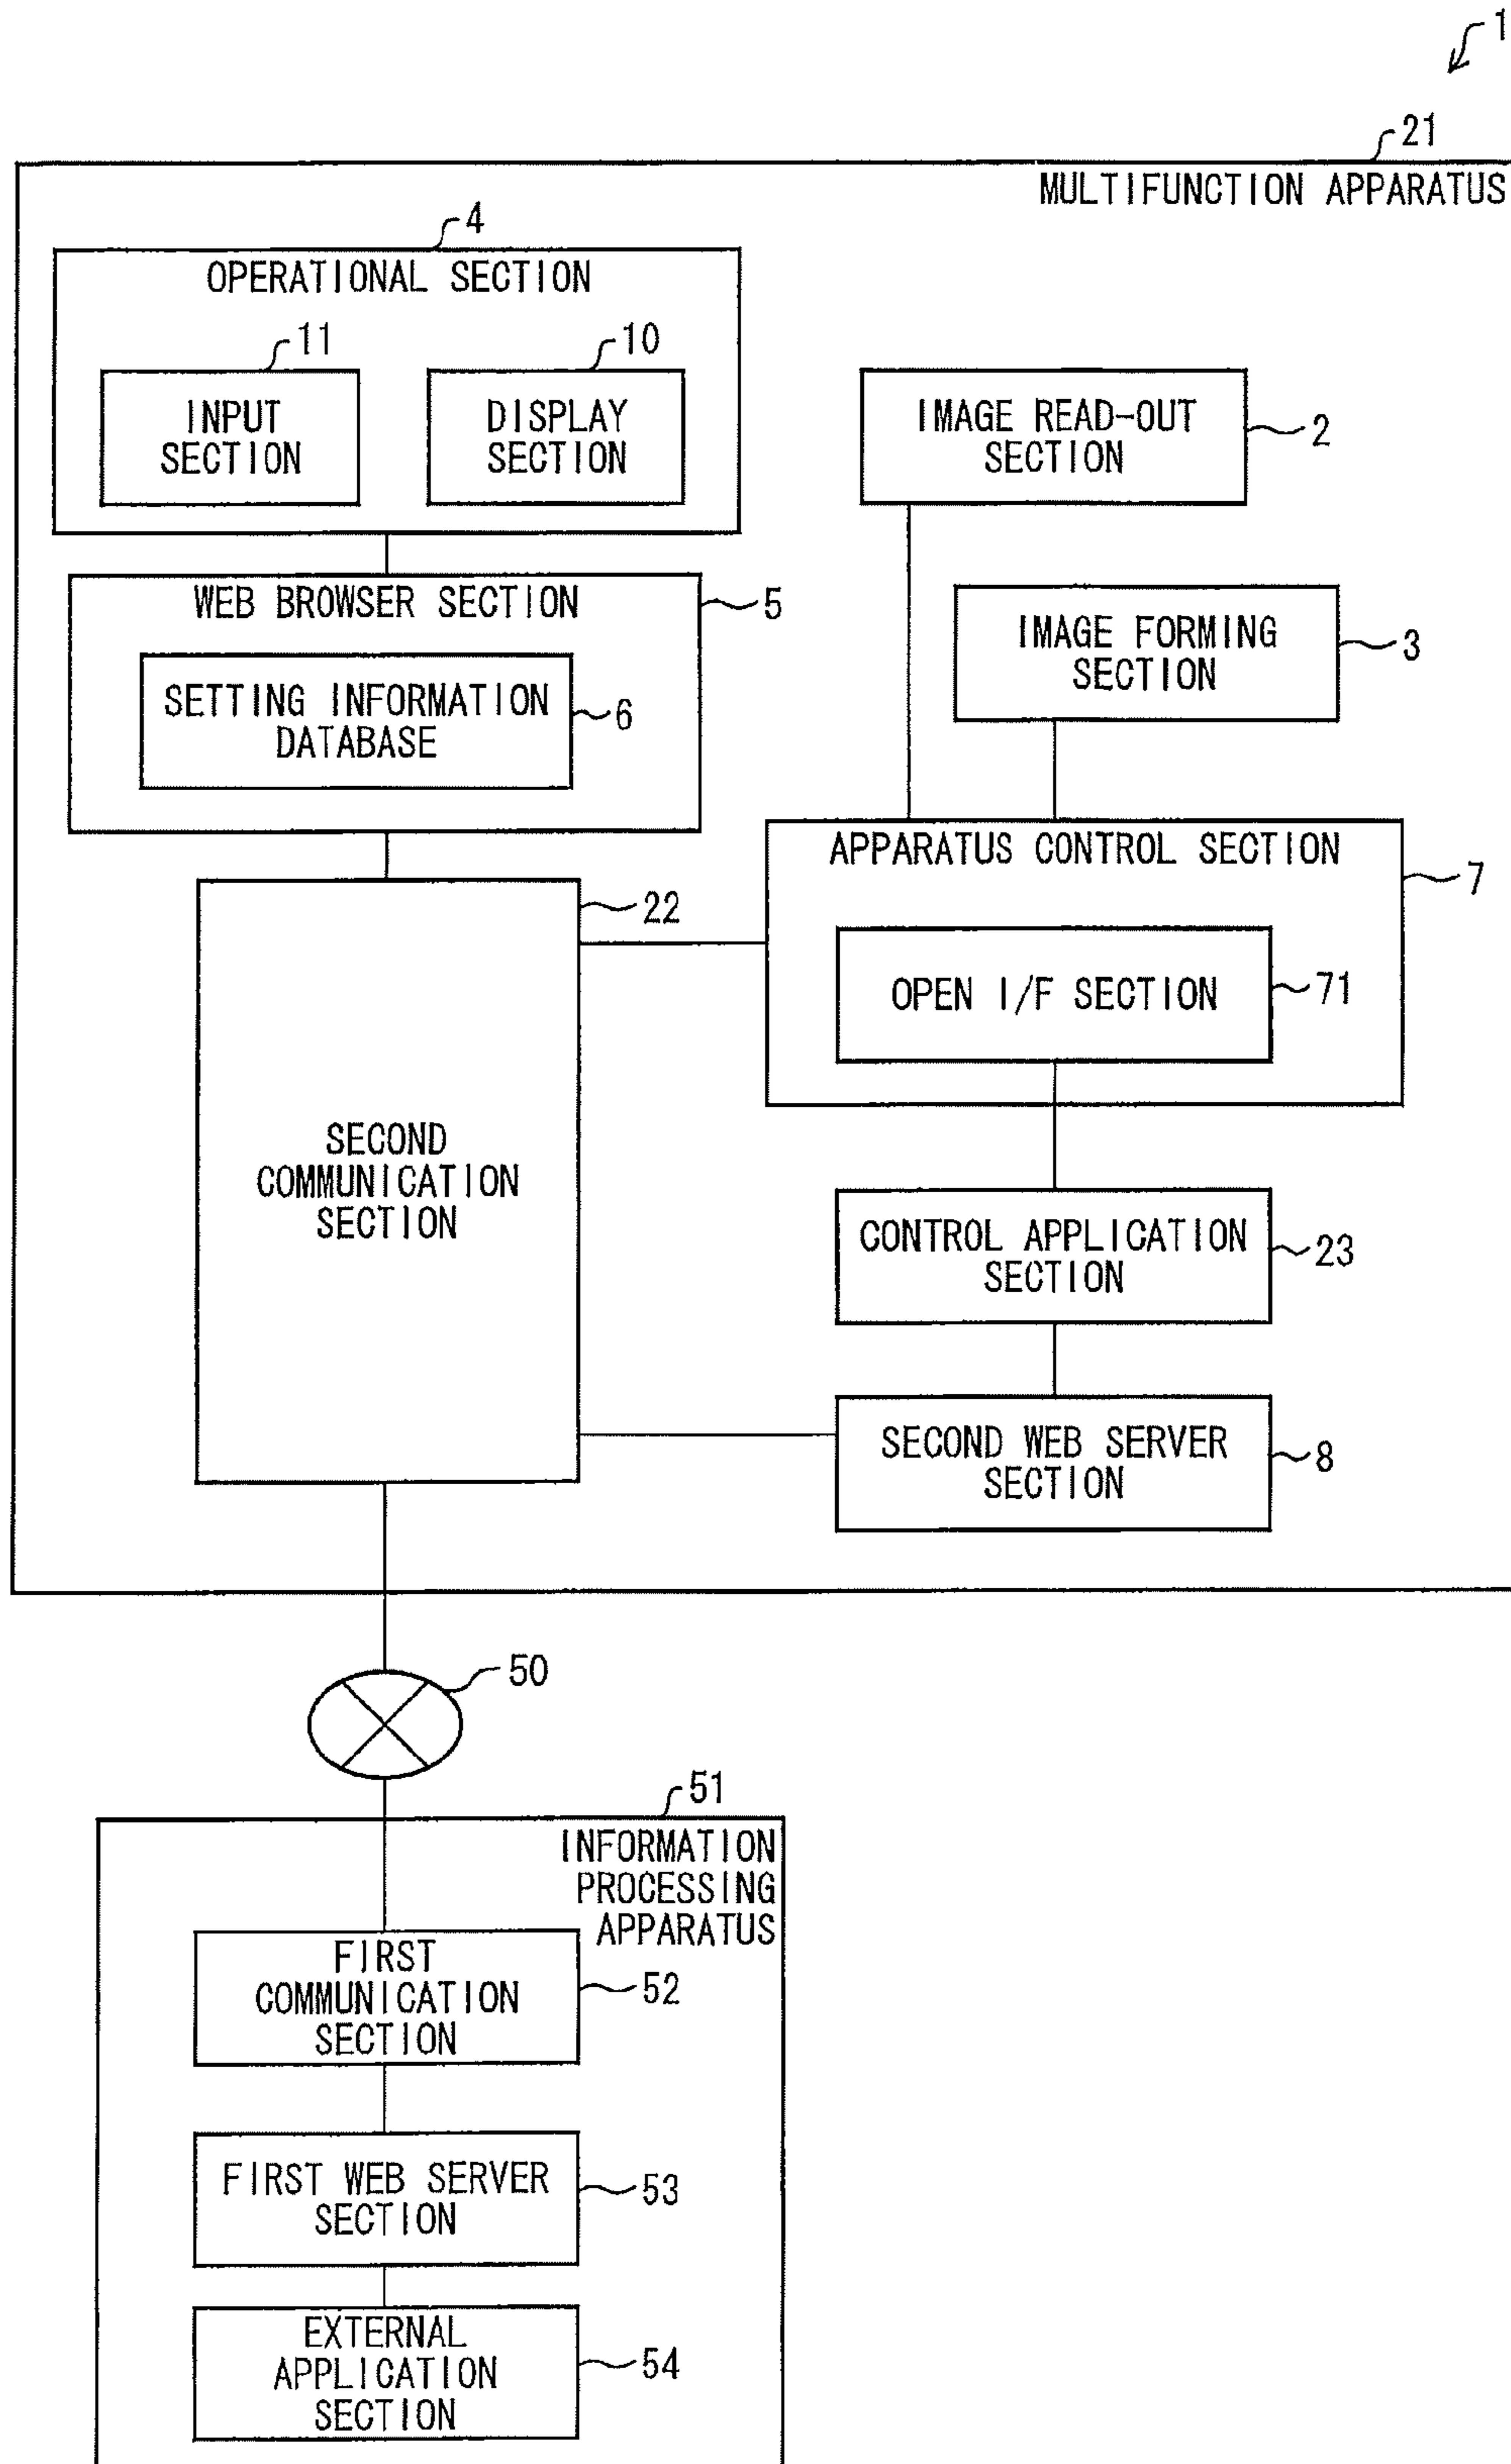 1
21
MULTIFUNCTION APPARATUS
4
OPERATIONAL SECTION
11
INPUT
SECTION
10
DISPLAY
SECTION
IMAGE READ-OUT
SECTION
2
WEB BROWSER SECTION
5
SETTING INFORMATION
DATABASE
6
IMAGE FORMING
SECTION
3
APPARATUS CONTROL SECTION
7
OPEN I/F SECTION
71
22
SECOND
COMMUNICATION
SECTION
CONTROL APPLICATION
SECTION
23
SECOND WEB SERVER
SECTION
8
50
51
INFORMATION
PROCESSING
APPARATUS
FIRST
COMMUNICATION
SECTION
52
FIRST WEB SERVER
SECTION
53
EXTERNAL
APPLICATION
SECTION
54